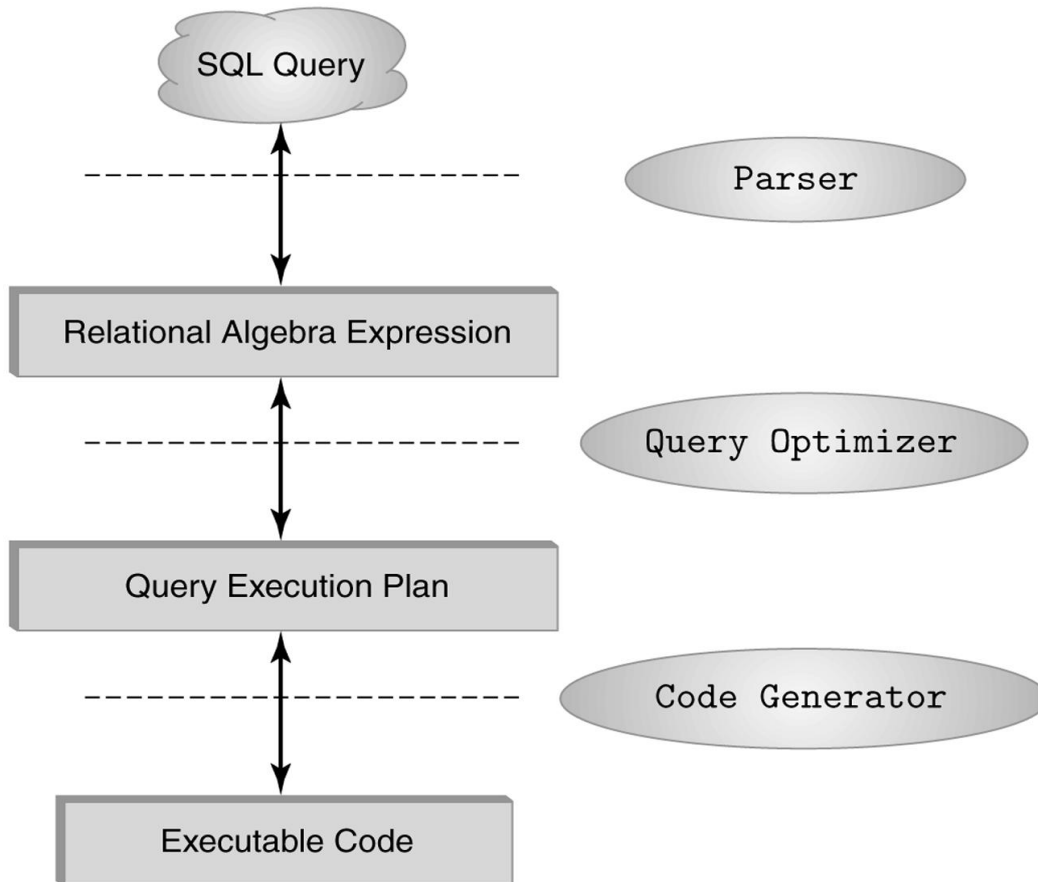 SQL Query
Parser
Relational Algebra Expression
Query Optimizer
Query Execution Plan
Code Generator
Executable Code